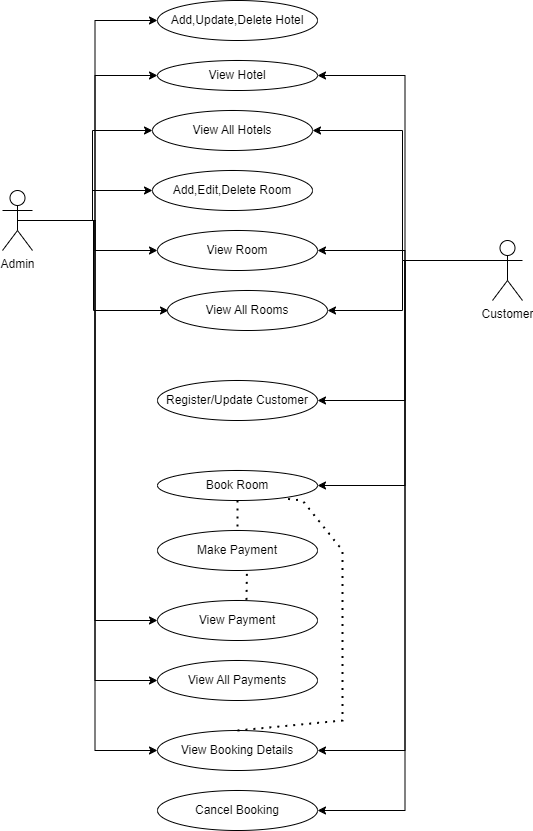 Add,Update,Delete Hotel
View Hotel
View All Hotels
Add,Edit,Delete Room
View Room
Admin
View All Rooms
Customer
Register/Update Customer
Book Room
Make Payment
View Payment
View All Payments
View Booking Details
Cancel Booking